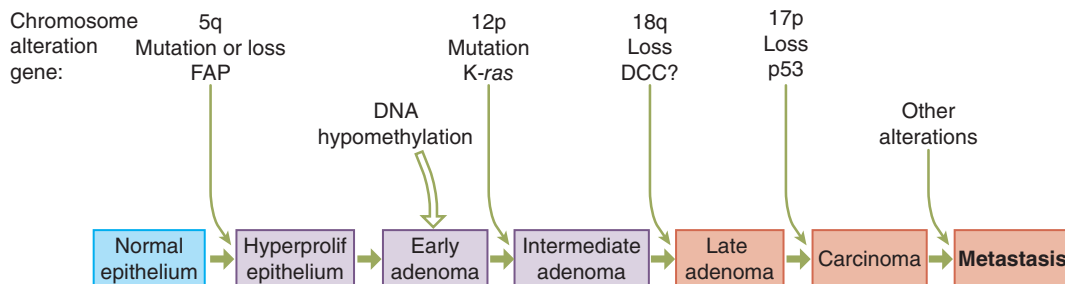 Chromosome
alteration
gene:
5q
Mutation or loss
FAP
12p
Mutation
K-ras
18q
Loss
DCC?
17p
Loss
p53
DNA
hypomethylation
Other
alterations
Normal
epithelium
Hyperprolif
epithelium
Early
adenoma
Intermediate
adenoma
Late
adenoma
Carcinoma
Metastasis